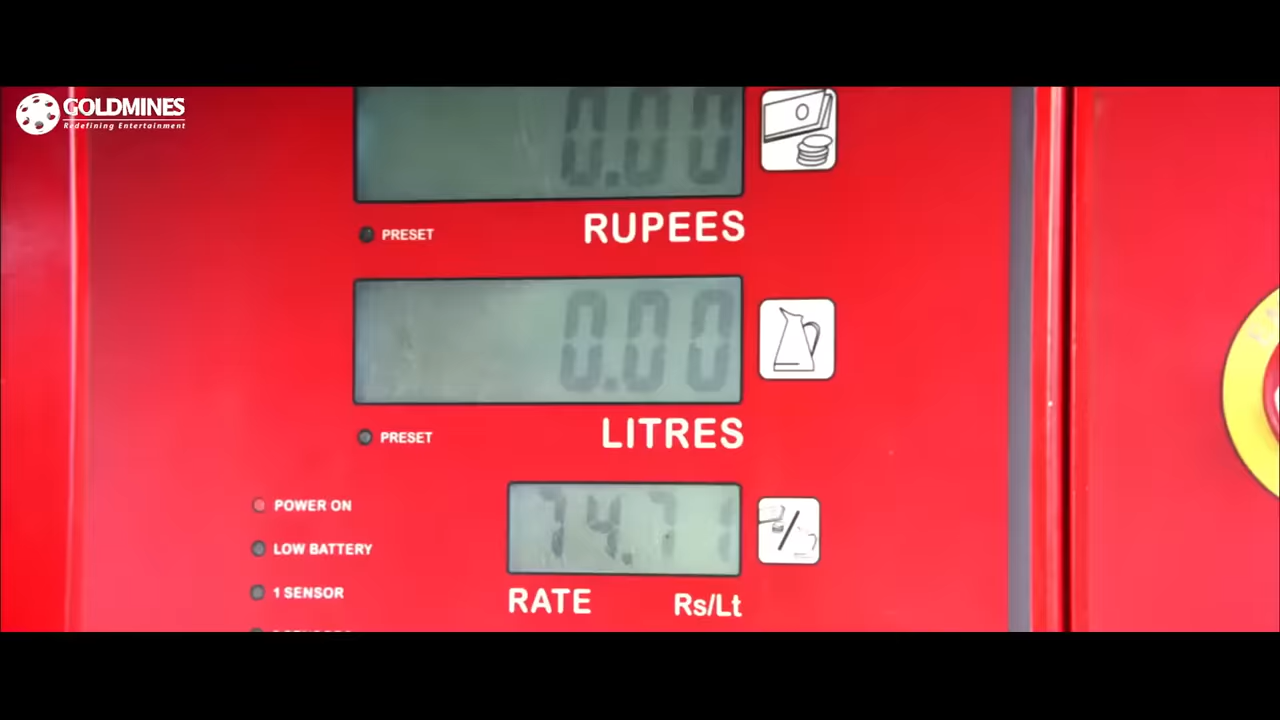 GOLDMINES
Redefining Entertainment
0.00
PRESET
RUPEES
0.00
PRESET
LITRES
POWER ON
LOW BATTERY
1 SENSOR
RATE
Rs/Lt